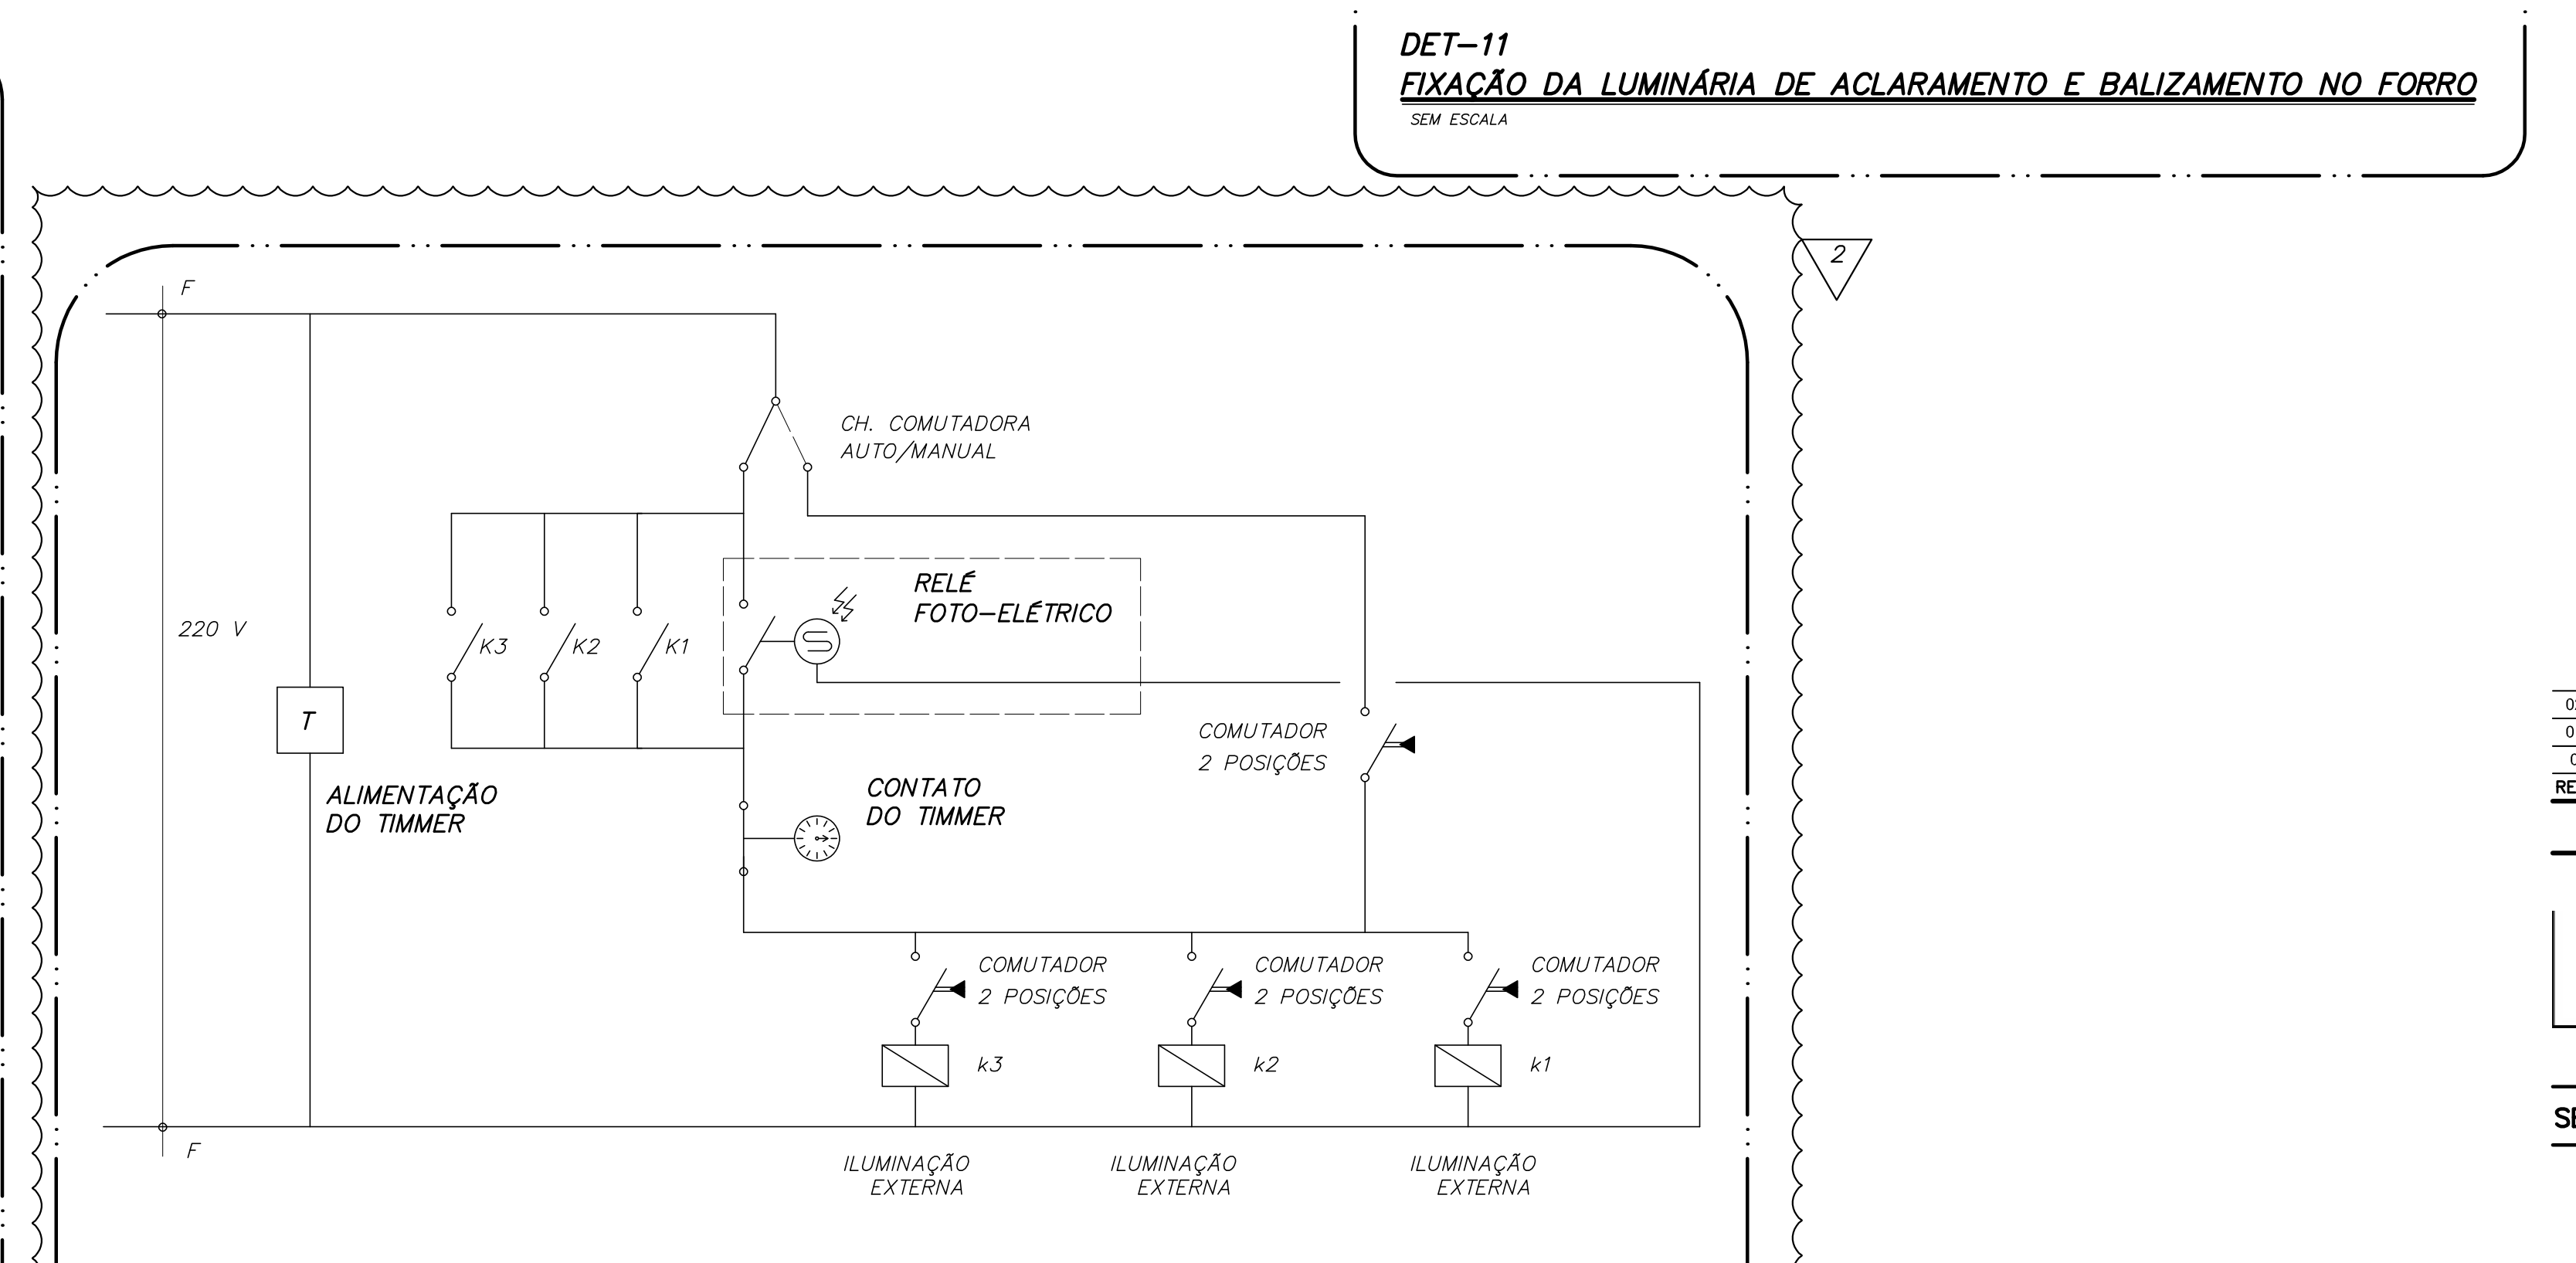 DET-11
FIXAÇÃO DA LUMINÁRIA DE ACLARAMENTO E BALIZAMENTO NO FORRO
SEM ESCALA
2
F
CH. COMUTADORA
AUTO/MANUAL
RELÉ
FOTO-ELÉTRICO
220 V
K3
K2
K1
T
COMUTADOR
2 POSIÇÕES
ALIMENTAÇÃO
DO TIMMER
CONTATO
DO TIMMER
COMUTADOR
2 POSIÇÕES
COMUTADOR
2 POSIÇÕES
COMUTADOR
2 POSIÇÕES
k3
k2
k1
F
ILUMINAÇÃO
EXTERNA
ILUMINAÇÃO
EXTERNA
ILUMINAÇÃO
EXTERNA